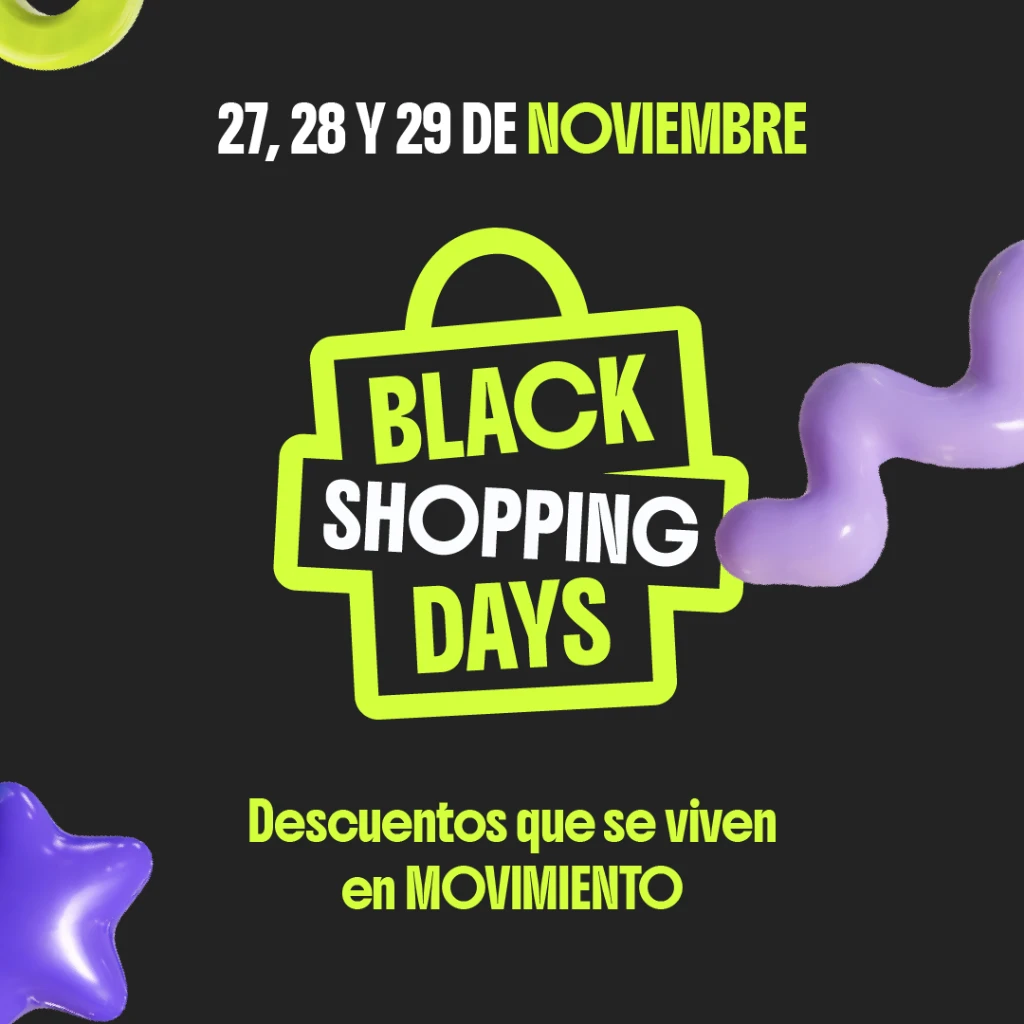 27, 28 Y 29 DE NOVIEMBRE
BLACK
SHOPPING
DAYS
Descuentos que se viven
en MOVIMIENTO